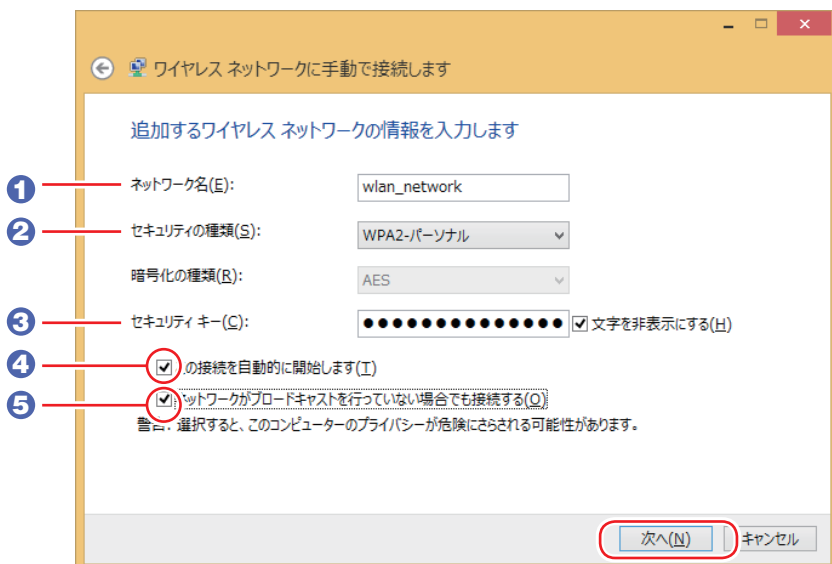 ワイヤレス ネットワークに手動で接続します
追加するワイヤレス ネットワークの情報を入力します
1 ネットワーク名(E): wlan_network
2 セキュリティの種類(S): WPA2-パーソナル
暗号化の種類(R): AES
3 セキュリティ キー(C): ●●●●●●●●●●●●●● 文字を非表示にする(H)
4 の接続を自動的に開始します(T)
5 ットワークがブロードキャストを行っていない場合でも接続する(O)
警告: 選択すると、このコンピューターのプライバシーが危険にさらされる可能性があります。
次へ(N) キャンセル